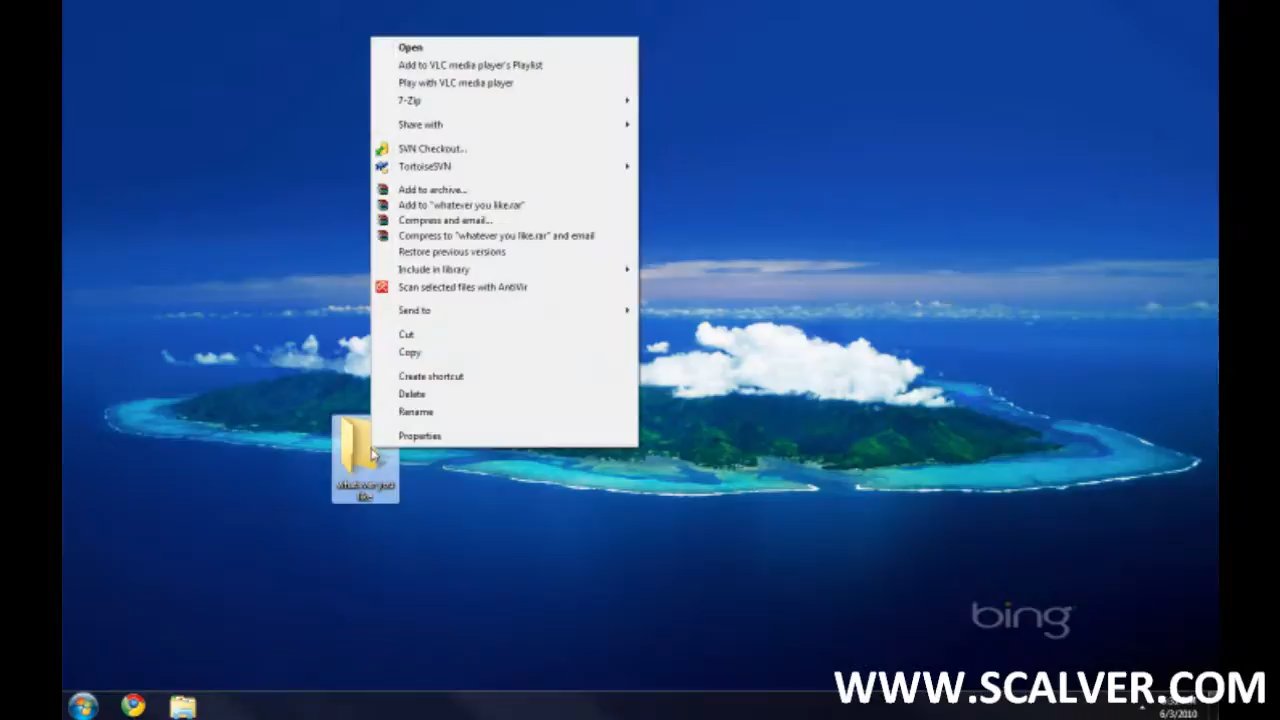 Open
Add to VLC media player's Playlist
Play with VLC media player
7-Zip
Share with
SVN Checkout...
TortoiseSVN
Add to archive...
Add to "whatever you like.rar"
Compress and email...
Compress to "whatever you like.rar" and email
Restore previous versions
Include in library
Scan selected files with AntiVir
Send to
Cut
Copy
Create shortcut
Delete
Rename
Properties
whatever you
like
bing
WWW.SCALVER.COM
6/3/2010